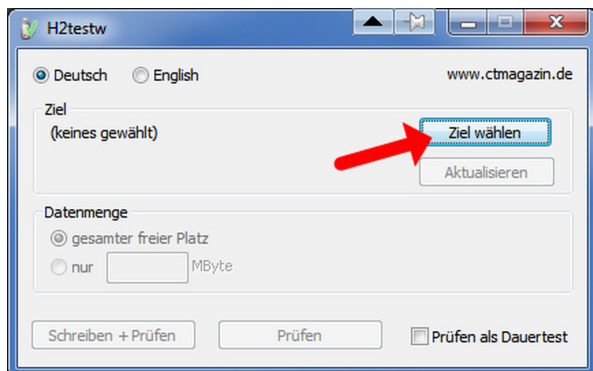 H2testw
Deutsch English www.ctmagazin.de
Ziel
(keines gewählt) Ziel wählen
Aktualisieren
Datenmenge
gesamter freier Platz
nur MByte
Schreiben + Prüfen Prüfen Prüfen als Dauertest